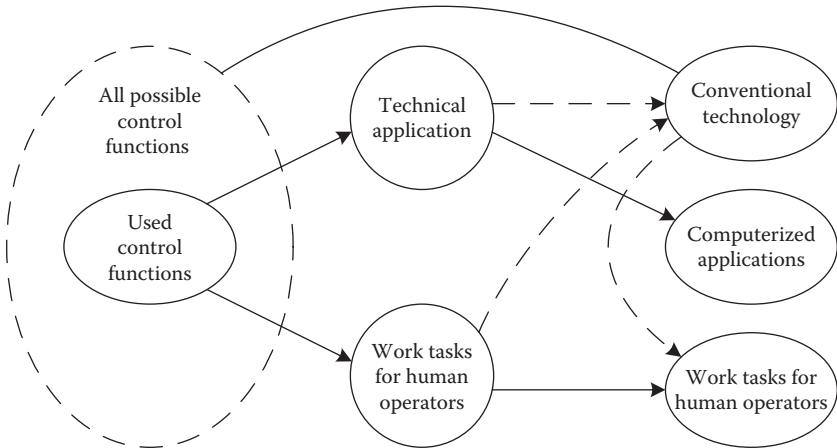 All possible
control
functions
Used
control
functions
Technical
application
Work tasks
for human
operators
Conventional
technology
Computerized
applications
Work tasks for
human operators